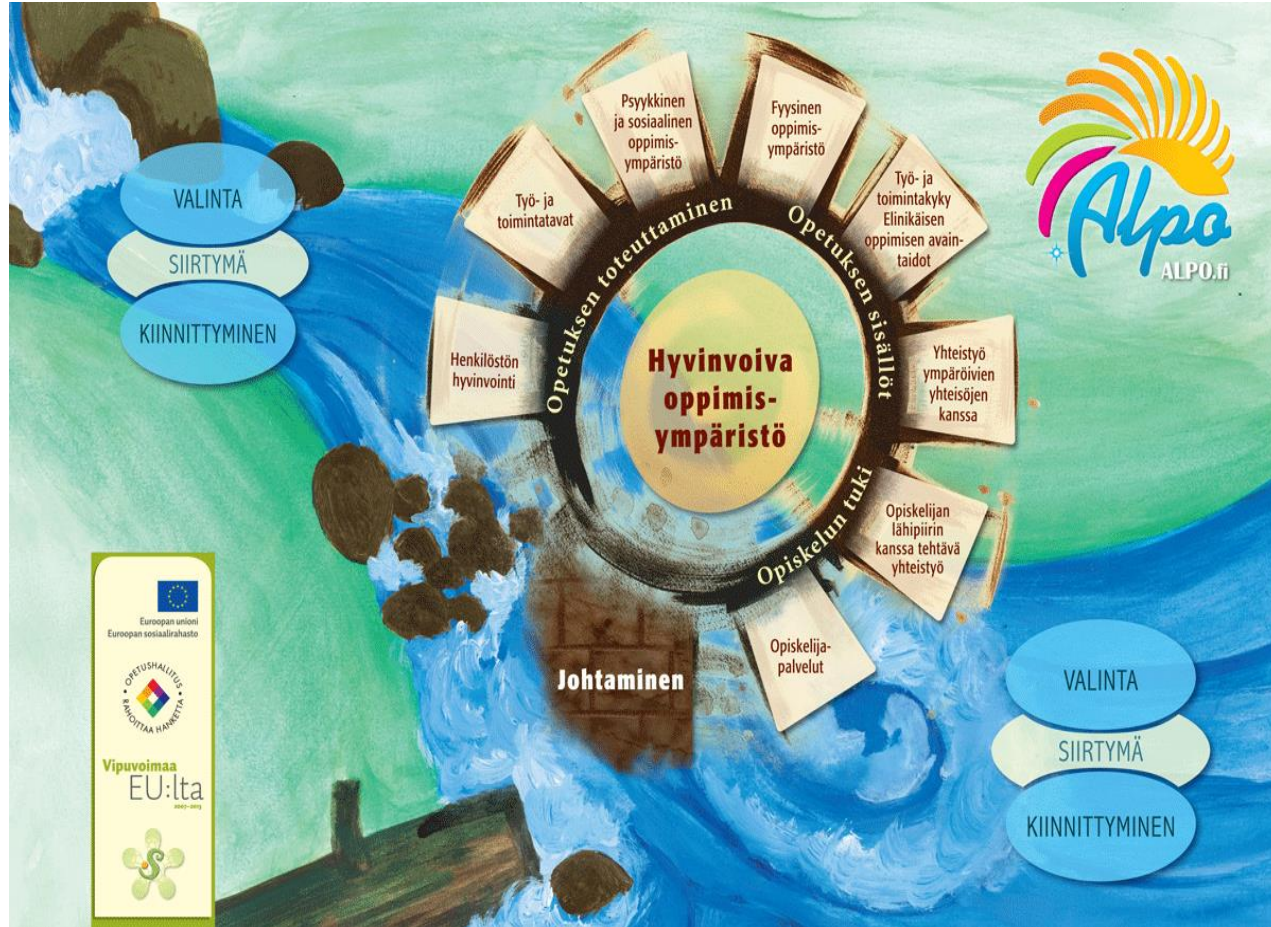 VALINTA
SIIRTYMÄ
KIINNITTYMINEN
Henkilöstön
hyvinvointi
Työ- ja
toimintatavat
Psyykkinen
ja sosiaalinen
oppimis-
ympäristö
Fyysinen
oppimis-
ympäristö
Työ- ja
toimintakyky
Elinikäisen
oppimisen avain-
taidot
Yhteistyö
ympäröivien
yhteisöjen
kanssa
Opiskelijan
lähipiirin
kanssa tehtävä
yhteistyö
Opiskelija-
palvelut
Opetuksen toteuttaminen
Opetuksen sisällöt
Opiskelun tuki
Hyvinvoiva
oppimis-
ympäristö
Johtaminen
Alpo
ALPO.fi
Euroopan unioni
Euroopan sosiaalirahasto
OPETUSHALLITUS
RAHOITTAA HANKETTA
Vipuvoimaa
EU:lta
2007–2013
S
VALINTA
SIIRTYMÄ
KIINNITTYMINEN